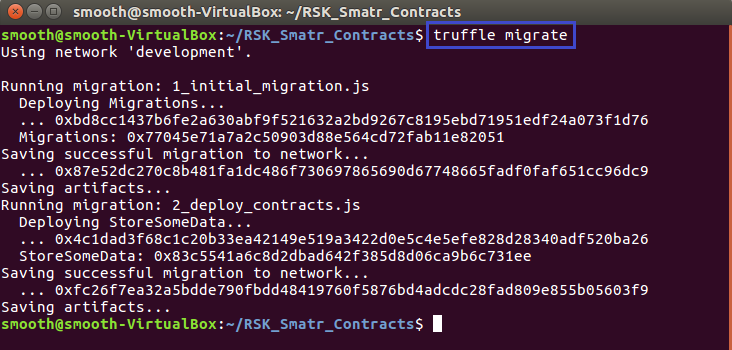 smooth@smooth-VirtualBox: ~/RSK_Smatr_Contracts
smooth@smooth-VirtualBox:~/RSK_Smatr_Contracts$ truffle migrate
Using network 'development'.
Running migration: 1_initial_migration.js
Deploying Migrations...
... 0xbd8cc1437b6fe2a630abf9f521632a2bd9267c8195ebd71951edf24a073f1d76
Migrations: 0x77045e71a7a2c50903d88e564cd72fab11e82051
Saving successful migration to network...
... 0x87e52dc270c8b481fa1dc486f730697865690d67748665fadf0faf651cc96dc9
Saving artifacts...
Running migration: 2_deploy_contracts.js
Deploying StoreSomeData...
... 0x4c1dad3f68c1c20b33ea42149e519a3422d0e5c4e5efe828d28340adf520ba26
StoreSomeData: 0x83c5541a6c8d2dbad642f385d8d06ca9b6c731ee
Saving successful migration to network...
... 0xfc26f7ea32a5bdde790fbdd48419760f5876bd4adcdc28fad809e855b05603f9
Saving artifacts...
smooth@smooth-VirtualBox:~/RSK_Smatr_Contracts$